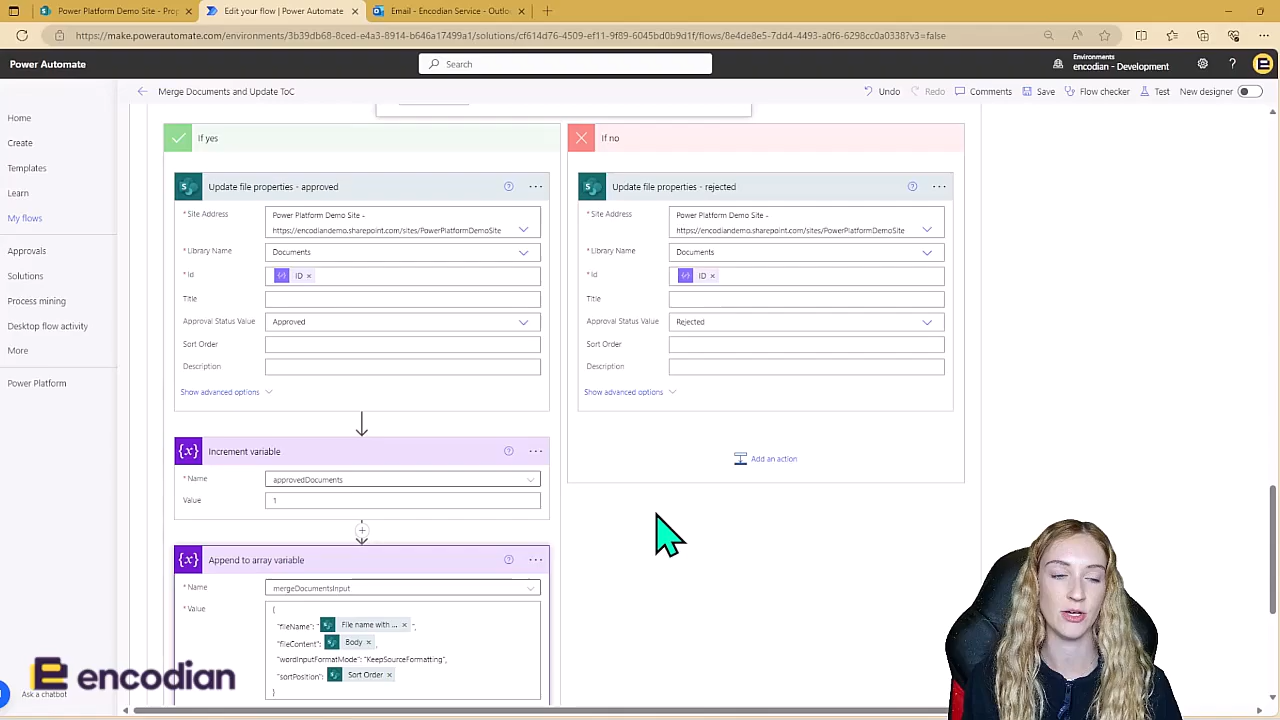 Power Platform Demo Site - Pro
Edit your flow | Power Automate
Email - Encodian Service - Outlo
https://make.powerautomate.com/environments/3b39db68-8ced-e4a3-8914-b646a17499a1/solutions/cf614d76-4509-ef11-9f89-6045bd0b9d1f/flows/8e4de8e5-7dd4-4493-a0f6-6298cc0a0338?v3=false
Power Automate
Search
Environments
encodian - Development
Merge Documents and Update ToC
Undo
Redo
Comments
Save
Flow checker
Test
New designer
Home
Create
Templates
Learn
My flows
Approvals
Solutions
Process mining
Desktop flow activity
More
Power Platform
Ask a chatbot
If yes
Update file properties - approved
* Site Address
Power Platform Demo Site -
https://encodiandemo.sharepoint.com/sites/PowerPlatformDemoSite
* Library Name
Documents
* Id
ID
Title
Approval Status Value
Approved
Sort Order
Description
Show advanced options
Increment variable
* Name
approvedDocuments
Value
1
Append to array variable
* Name
mergeDocumentsInput
* Value
{
"fileName": " File name with ... ",
"fileContent": Body ,
"wordInputFormatMode": "KeepSourceFormatting",
"sortPosition": Sort Order
}
If no
Update file properties - rejected
* Site Address
Power Platform Demo Site -
https://encodiandemo.sharepoint.com/sites/PowerPlatformDemoSite
* Library Name
Documents
* Id
ID
Title
Approval Status Value
Rejected
Sort Order
Description
Show advanced options
Add an action
encodian